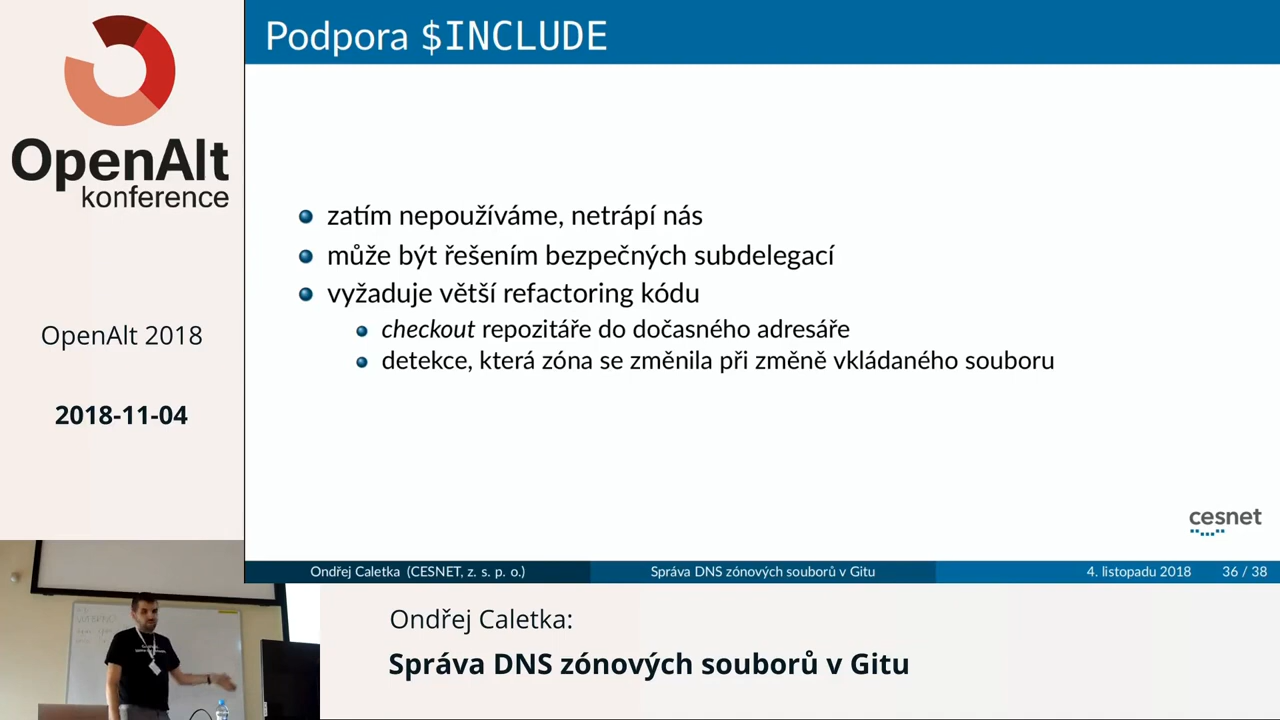 Podpora $INCLUDE
OpenAlt
konference
zatím nepoužíváme, netrápí nás
může být řešením bezpečných subdelegací
vyžaduje větší refactoring kódu
checkout repozitáře do dočasného adresáře
detekce, která zóna se změnila při změně vkládaného souboru
OpenAlt 2018
2018-11-04
cesnet
Ondřej Caletka (CESNET, z. s. p. o.)
Správa DNS zónových souborů v Gitu
4. listopadu 2018
36 / 38
Ondřej Caletka:
Správa DNS zónových souborů v Gitu